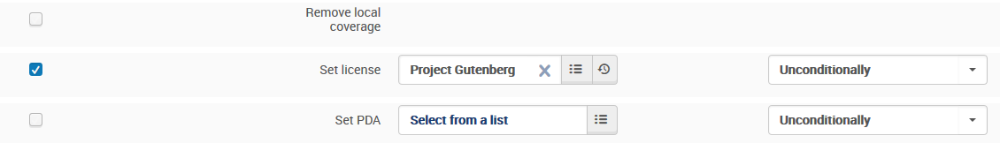 Remove local
coverage
Set license Project Gutenberg Unconditionally
Set PDA Select from a list Unconditionally